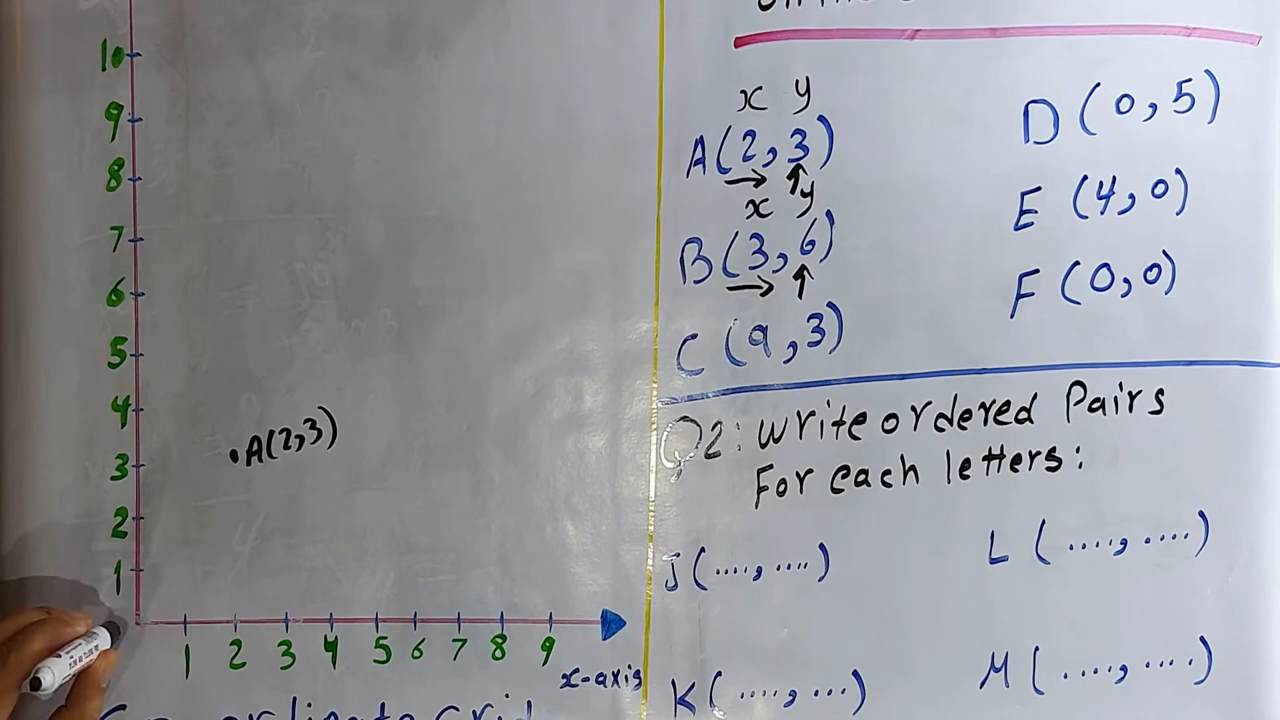 10
9
8
7
6
5
4
3
2
1
.A(2,3)
1 2 3 4 5 6 7 8 9
x-axis
x y
A(2,3)
x y
B(3,6)
C(9,3)
D(0,5)
E (4,0)
F (0,0)
Q2: Write ordered Pairs
For each letters:
J(....,....)
L(....,....)
K(....,...)
M(....,....)